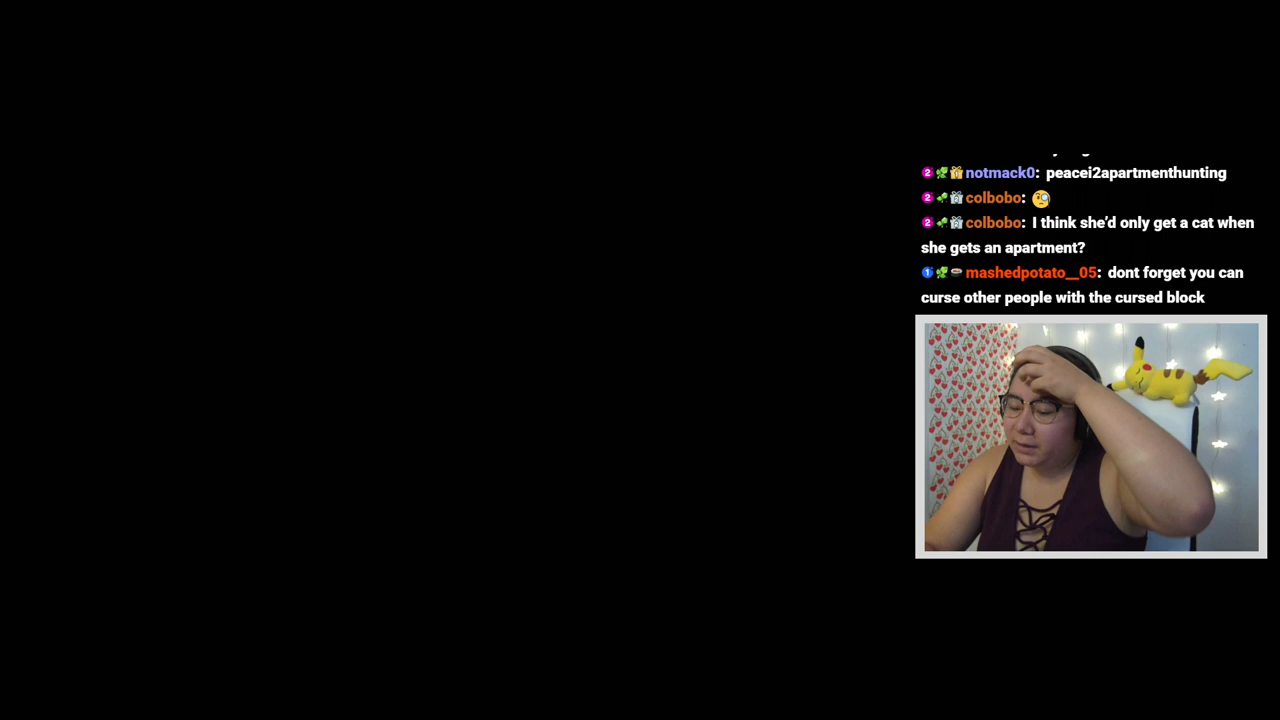 notmack0: peacei2apartmenthunting
colbobo: 🧐
colbobo: I think she'd only get a cat when
she gets an apartment?
mashedpotato__05: dont forget you can
curse other people with the cursed block